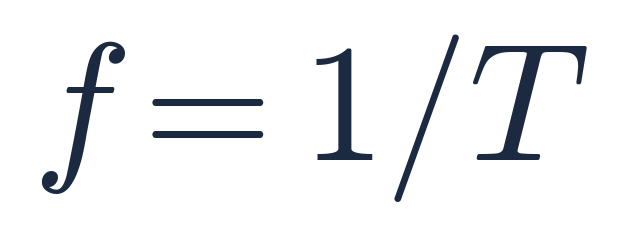 f = 1/T